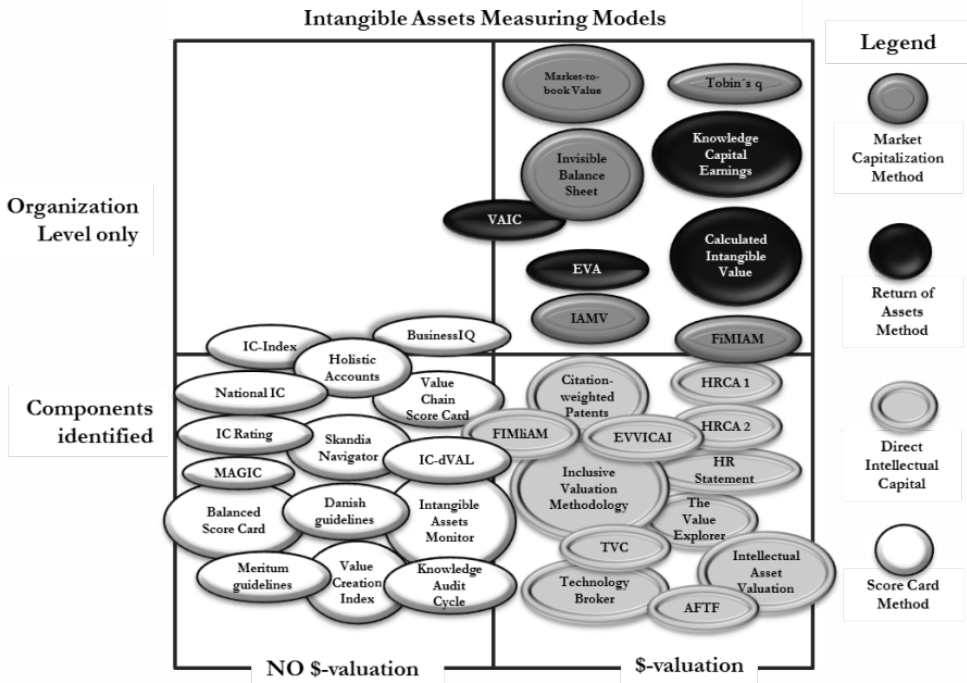 Intangible Assets Measuring Models
Organization
Level only
Components
identified
Market-to-
book Value
Tobin´s q
Invisible
Balance
Sheet
Knowledge
Capital
Earnings
VAIC
EVA
Calculated
Intangible
Value
IAMV
FiMIAM
IC-Index
BusinessIQ
Holistic
Accounts
National IC
Value
Chain
Score Card
IC Rating
Skandia
Navigator
IC-dVAL
MAGIC
Balanced
Score Card
Danish
guidelines
Intangible
Assets
Monitor
Meritum
guidelines
Value
Creation
Index
Knowledge
Audit
Cycle
Citation-
weighted
Patents
HRCA 1
FIMIiAM
EVVICAI
HRCA 2
Inclusive
Valuation
Methodology
HR
Statement
The
Value
Explorer
TVC
Technology
Broker
Intellectual
Asset
Valuation
AFTF
NO $-valuation
$-valuation
Legend
Market
Capitalization
Method
Return of
Assets
Method
Direct
Intellectual
Capital
Score Card
Method